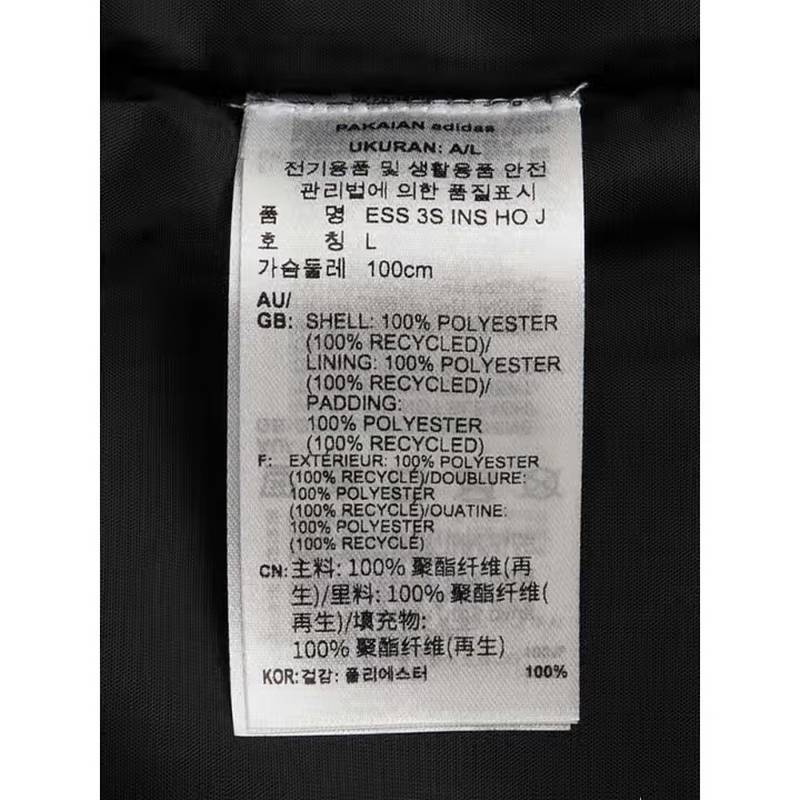 PAKAIAN adidas
UKURAN: A/L
전기용품 및 생활용품 안전
관리법에 의한 품질표시
품 명 ESS 3S INS HO J
호 칭 L
가슴둘레 100cm
AU/
GB: SHELL: 100% POLYESTER
(100% RECYCLED)/
LINING: 100% POLYESTER
(100% RECYCLED)/
PADDING:
100% POLYESTER
(100% RECYCLED)
F: EXTÉRIEUR: 100% POLYESTER
(100% RECYCLÉ)/DOUBLURE:
100% POLYESTER
(100% RECYCLÉ)/OUATINE:
100% POLYESTER
(100% RECYCLÉ)
CN: 主料: 100% 聚酯纤维(再
生)/里料: 100% 聚酯纤维(
再生)/填充物:
100% 聚酯纤维(再生)
KOR: 겉감: 폴리에스터 100%